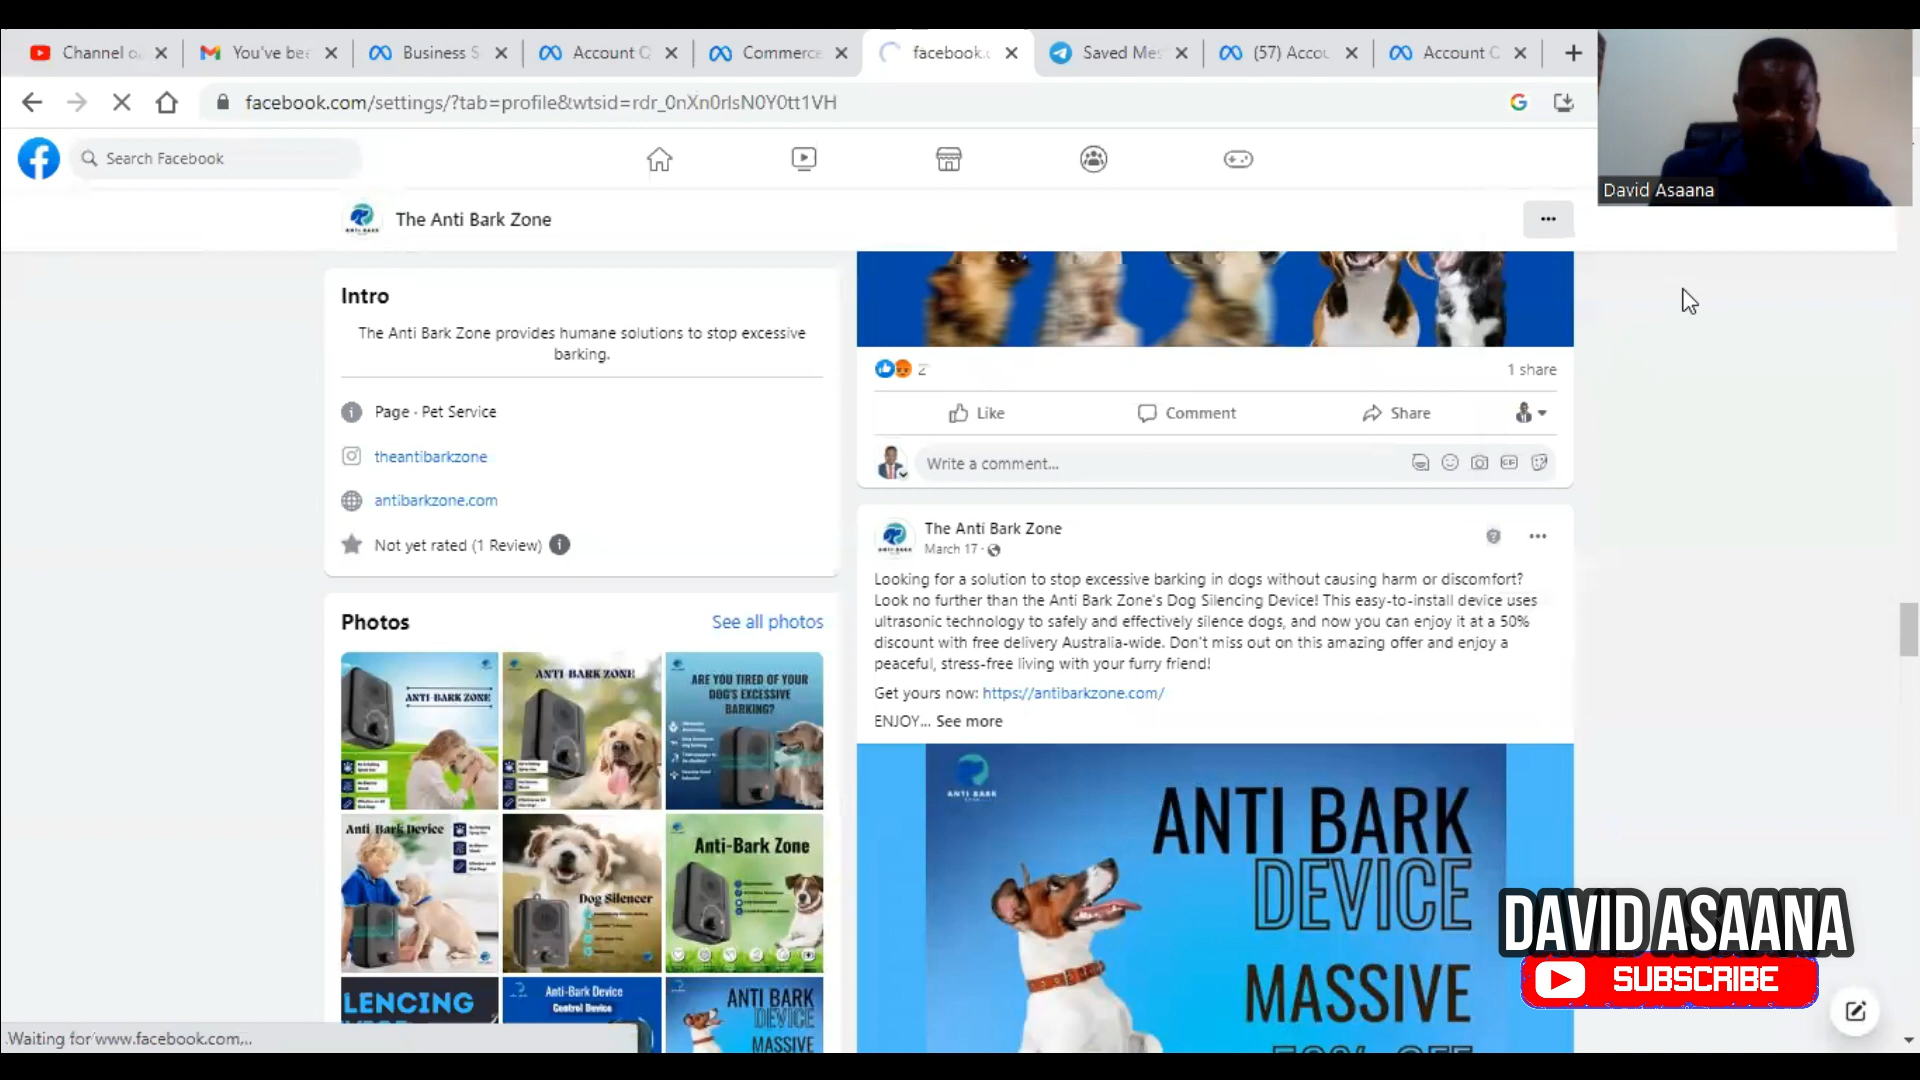 Channel
You've bee
Business S
Account Q
Commerce
facebook.c
Saved Mes
(57) Accou
Account C
facebook.com/settings/?tab=profile&wtsid=rdr_0nXn0rlsN0Y0tt1VH
Search Facebook
David Asaana
The Anti Bark Zone
Intro
The Anti Bark Zone provides humane solutions to stop excessive
barking.
Page · Pet Service
theantibarkzone
antibarkzone.com
Not yet rated (1 Review)
Photos
See all photos
ANTI-BARK ZONE
ANTI-BARK ZONE
ARE YOU TIRED OF YOUR
DOG'S EXCESSIVE
BARKING?
Anti Bark Device
Dog Silencer
Anti-Bark Zone
LENCING
Anti-Bark Device
Control Device
ANTI BARK
DEVICE
MASSIVE
2
1 share
Like
Comment
Share
Write a comment...
The Anti Bark Zone
March 17 ·
Looking for a solution to stop excessive barking in dogs without causing harm or discomfort?
Look no further than the Anti Bark Zone's Dog Silencing Device! This easy-to-install device uses
ultrasonic technology to safely and effectively silence dogs, and now you can enjoy it at a 50%
discount with free delivery Australia-wide. Don't miss out on this amazing offer and enjoy a
peaceful, stress-free living with your furry friend!
Get yours now: https://antibarkzone.com/
ENJOY... See more
ANTI BARK
ANTI BARK
DEVICE
MASSIVE
50% OFF
DAVID ASAANA
SUBSCRIBE
Waiting for www.facebook.com...